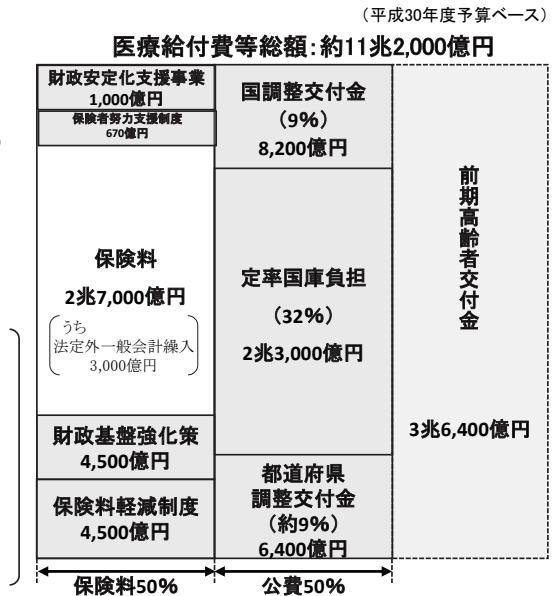 （平成30年度予算ベース）
医療給付費等総額：約11兆2,000億円
財政安定化支援事業
1,000億円
保険者努力支援制度
670億円
保険料
2兆7,000億円
うち
法定外一般会計繰入
3,000億円
財政基盤強化策
4,500億円
保険料軽減制度
4,500億円
国調整交付金
（9%）
8,200億円
定率国庫負担
（32%）
2兆3,000億円
都道府県
調整交付金
（約9%）
6,400億円
前期高齢者交付金
3兆6,400億円
保険料50%
公費50%